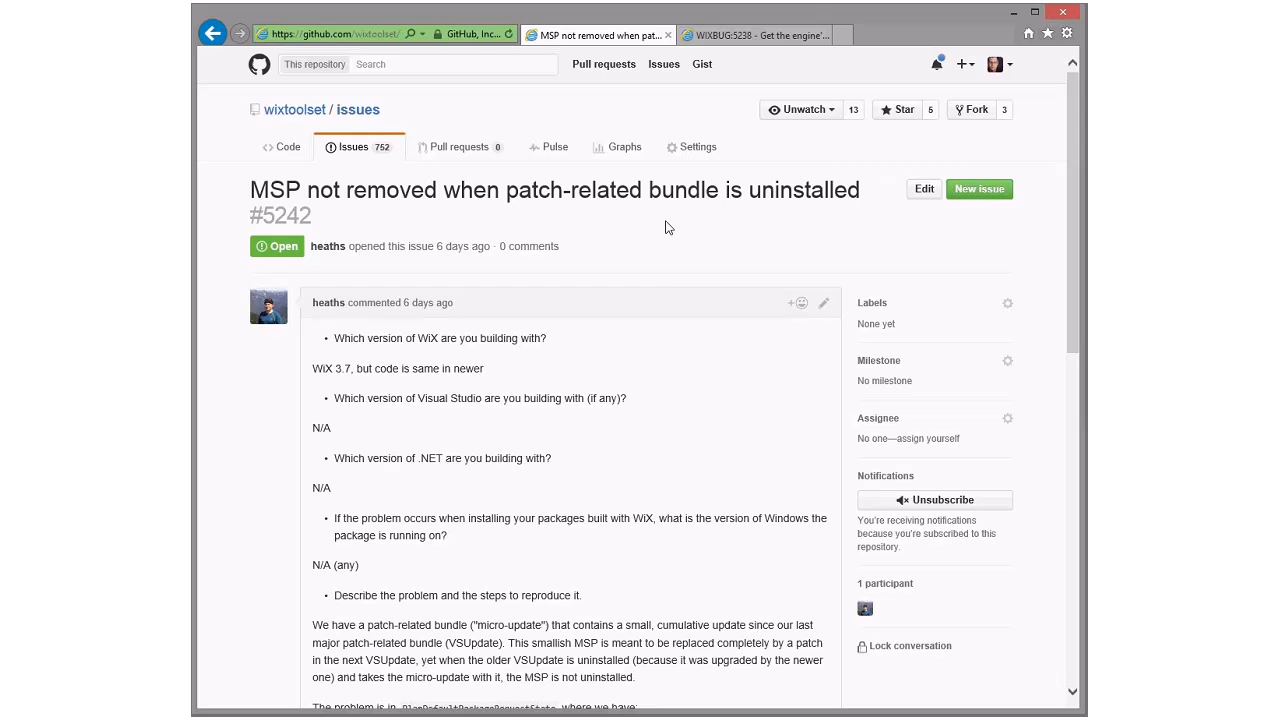 https://github.com/wixtoolset/
GitHub, Inc...
MSP not removed when pat...
WIXBUG:5238 - Get the engine'...
This repository
Search
Pull requests
Issues
Gist
wixtoolset / issues
Unwatch
13
Star
5
Fork
3
Code
Issues 752
Pull requests 0
Pulse
Graphs
Settings
MSP not removed when patch-related bundle is uninstalled
#5242
Edit
New issue
Open
heaths opened this issue 6 days ago · 0 comments
heaths commented 6 days ago
• Which version of WiX are you building with?
WiX 3.7, but code is same in newer
• Which version of Visual Studio are you building with (if any)?
N/A
• Which version of .NET are you building with?
N/A
• If the problem occurs when installing your packages built with WiX, what is the version of Windows the
package is running on?
N/A (any)
• Describe the problem and the steps to reproduce it.
We have a patch-related bundle ("micro-update") that contains a small, cumulative update since our last
major patch-related bundle (VSUpdate). This smallish MSP is meant to be replaced completely by a patch
in the next VSUpdate, yet when the older VSUpdate is uninstalled (because it was upgraded by the newer
one) and takes the micro-update with it, the MSP is not uninstalled.
The problem is in PlanDefaultPackageRequestState where we have:
Labels
None yet
Milestone
No milestone
Assignee
No one—assign yourself
Notifications
Unsubscribe
You're receiving notifications
because you're subscribed to this
repository.
1 participant
Lock conversation